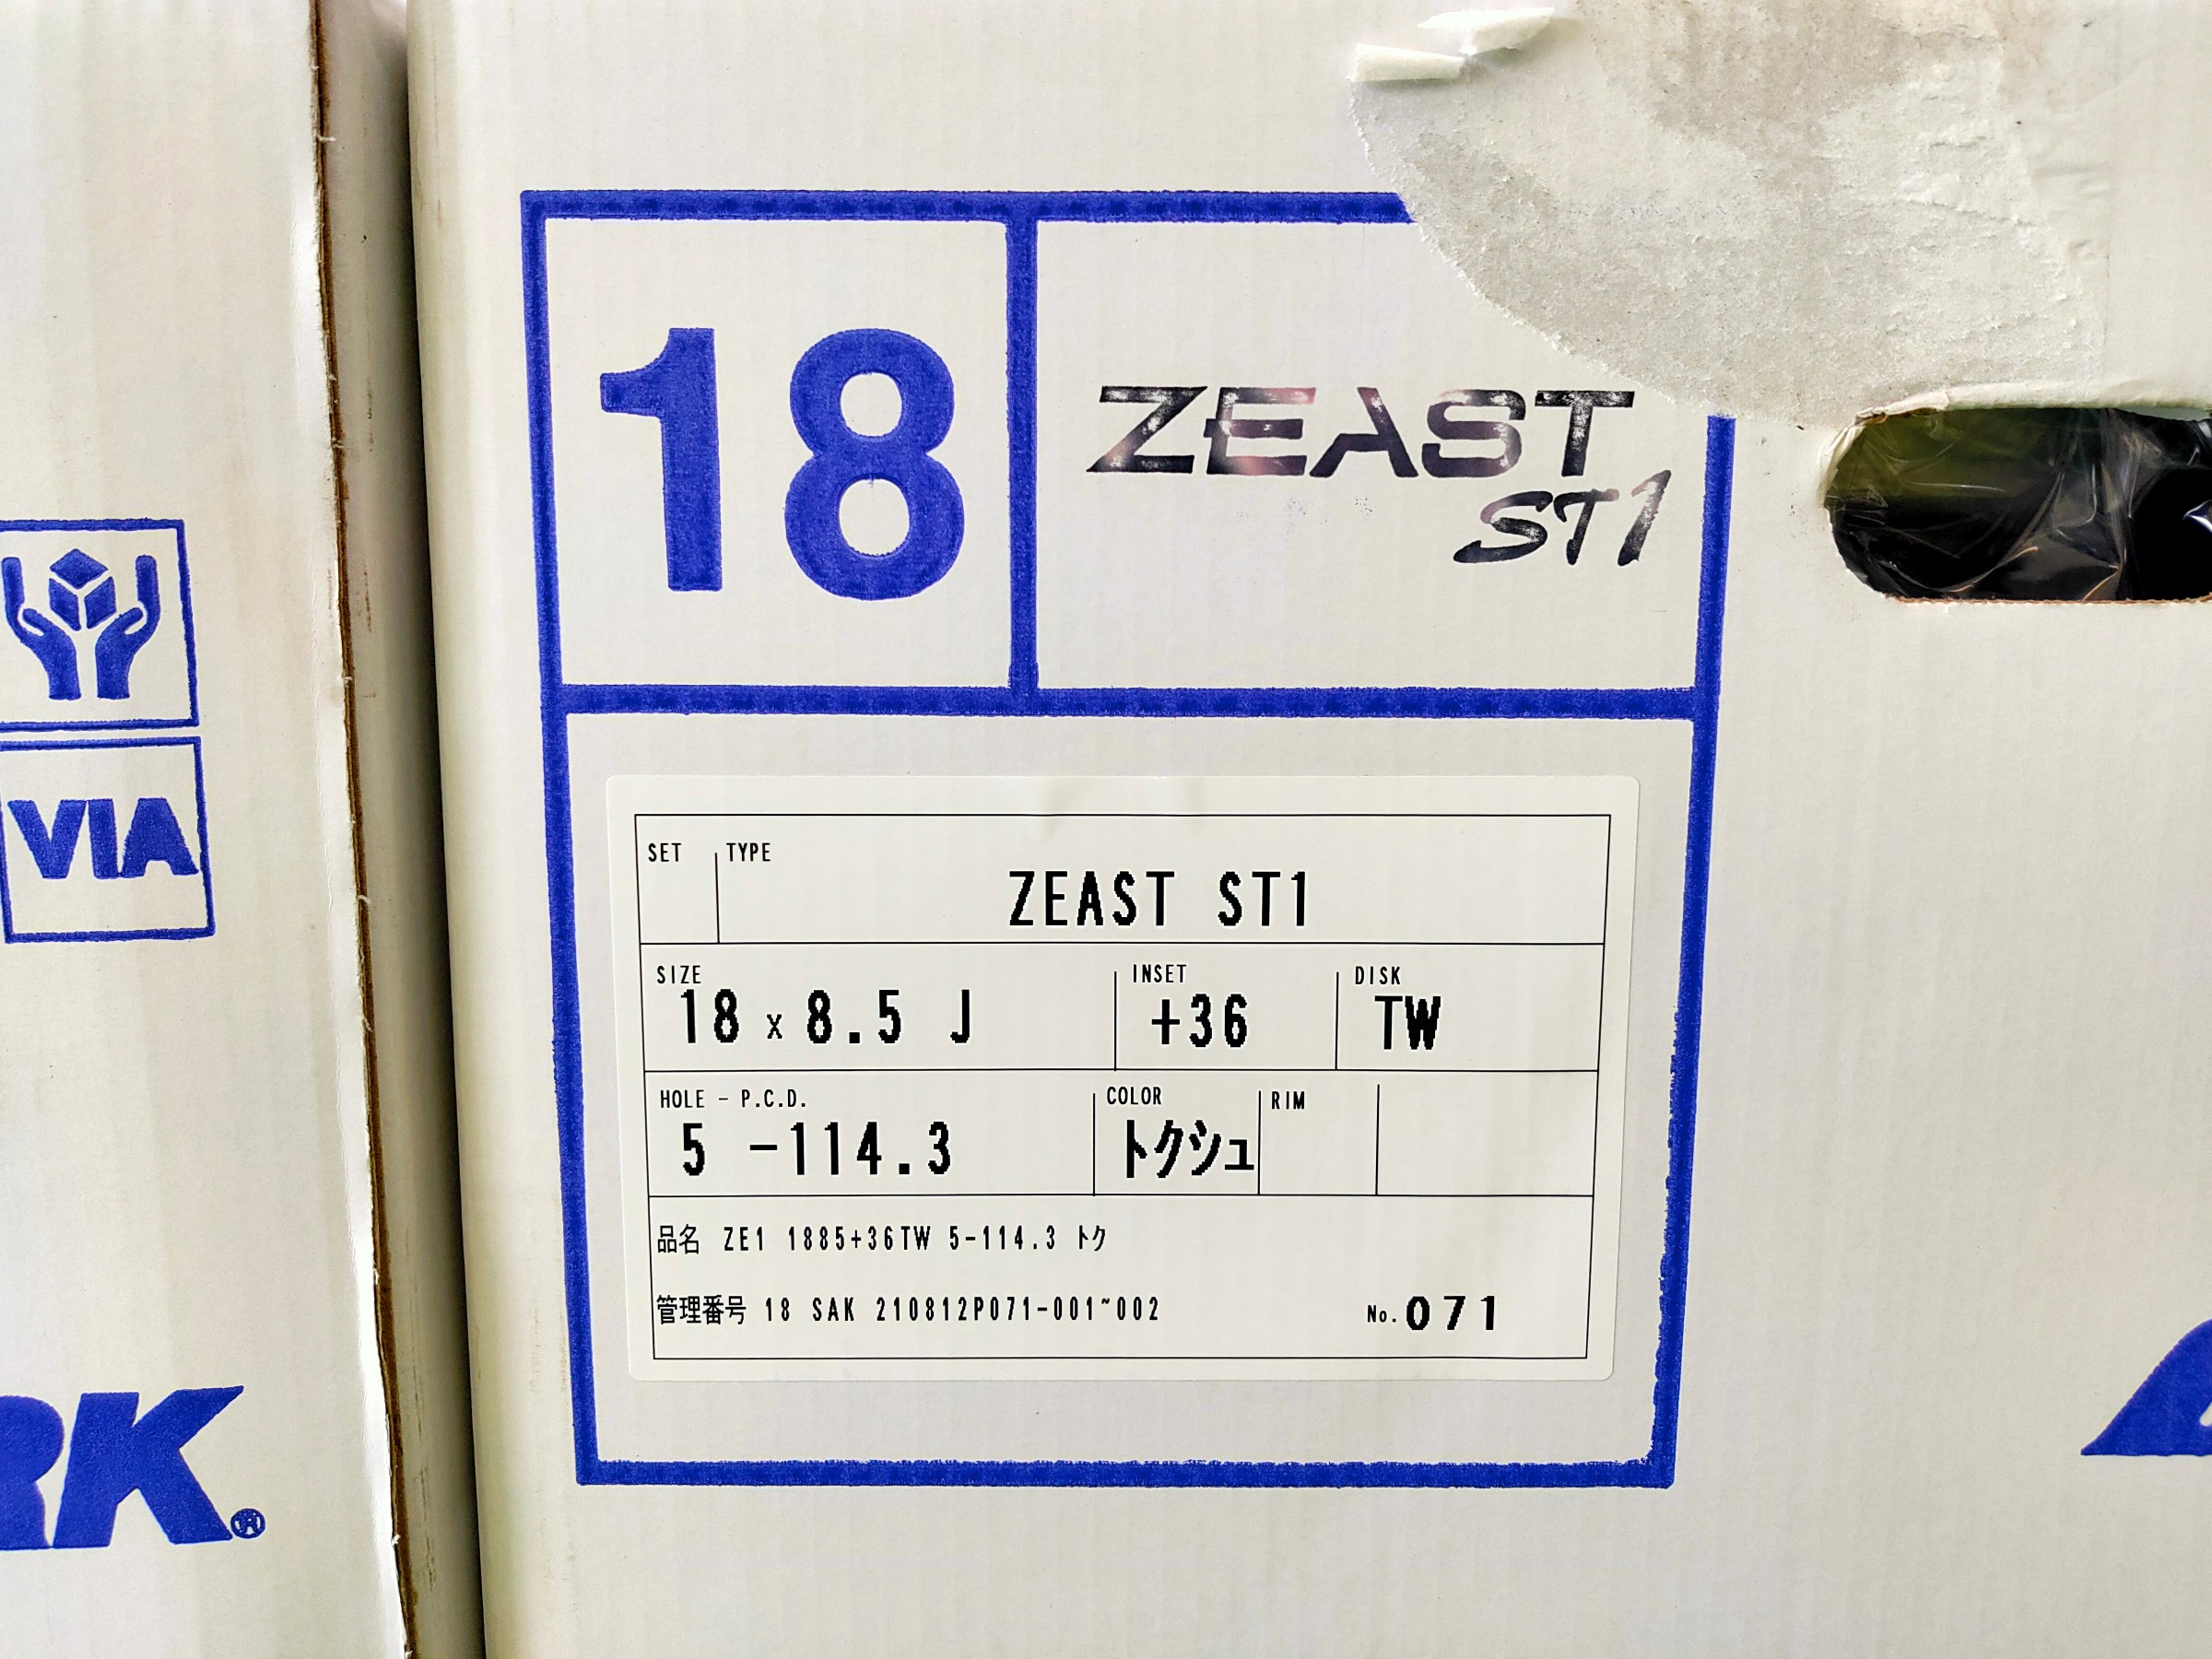 18
ZEAST
ST1
VIA
RK®
SET TYPE
ZEAST ST1
SIZE INSET DISK
18 x 8.5 J +36 TW
HOLE - P.C.D. COLOR RIM
5 -114.3 トクシュ
品名 ZE1 1885+36TW 5-114.3 トク
管理番号 18 SAK 210812P071-001~002 No.071